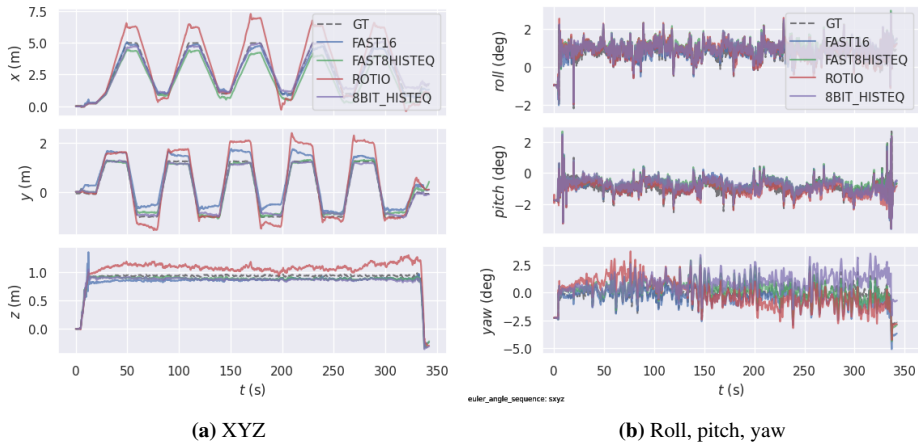 7.5
5.0
2.5
0.0
x (m)
GT
FAST16
FAST8HISTEQ
ROTIO
8BIT_HISTEQ
2
0
y (m)
1.0
0.0
z (m)
0 50 100 150 200 250 300 350
t (s)
(a) XYZ
2
0
−2
roll (deg)
GT
FAST16
FAST8HISTEQ
ROTIO
8BIT_HISTEQ
2
0
−2
pitch (deg)
2.5
0.0
−2.5
−5.0
yaw (deg)
0 50 100 150 200 250 300 350
t (s)
euler_angle_sequence: sxyz
(b) Roll, pitch, yaw